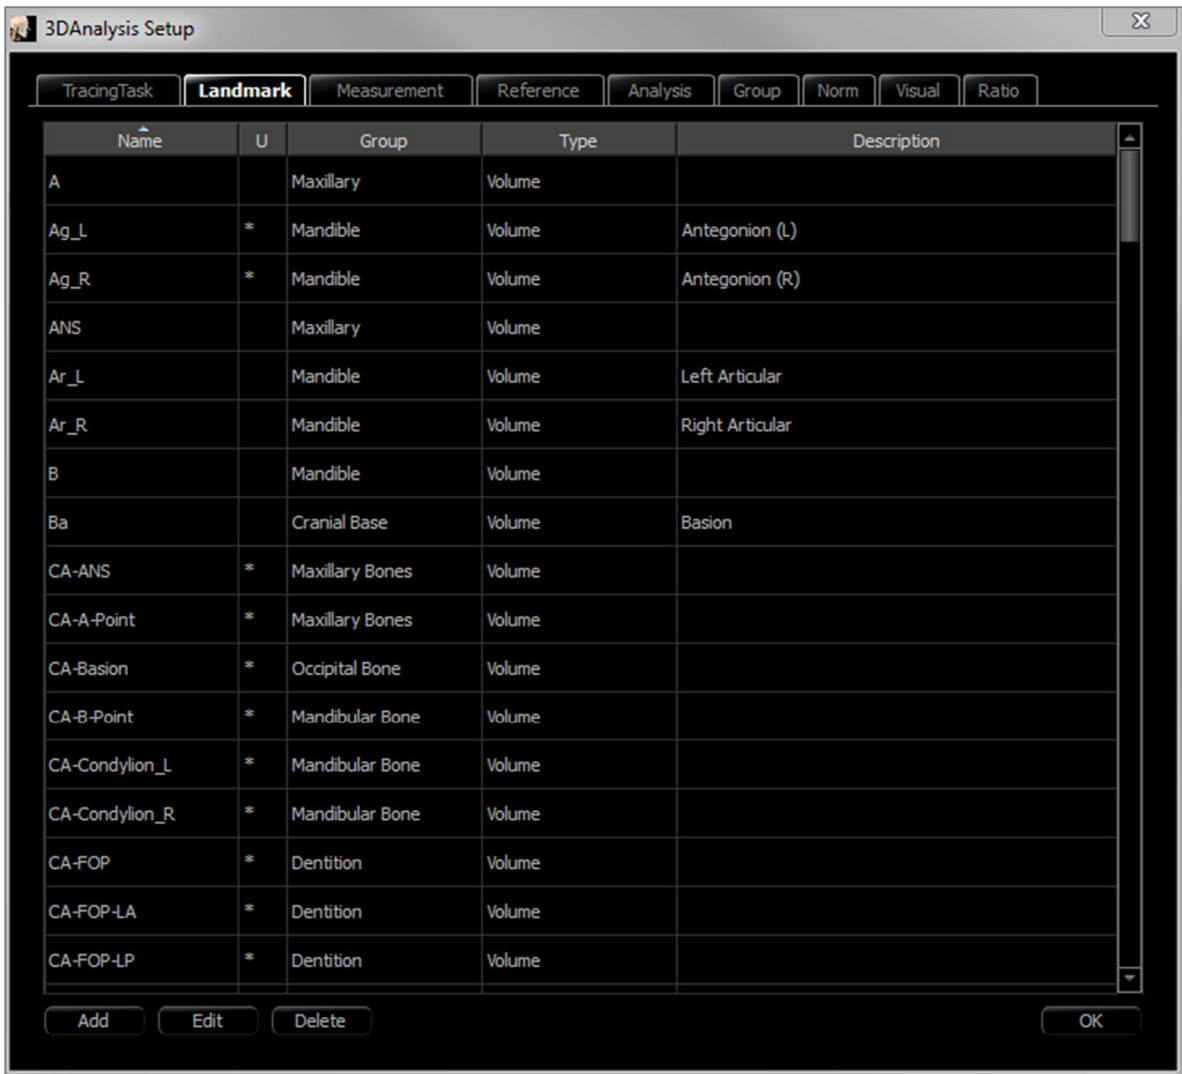 3DAnalysis Setup
TracingTask Landmark Measurement Reference Analysis Group Norm Visual Ratio
Name U Group Type Description
A Maxillary Volume
Ag_L * Mandible Volume Antegonion (L)
Ag_R * Mandible Volume Antegonion (R)
ANS Maxillary Volume
Ar_L Mandible Volume Left Articular
Ar_R Mandible Volume Right Articular
B Mandible Volume
Ba Cranial Base Volume Basion
CA-ANS * Maxillary Bones Volume
CA-A-Point * Maxillary Bones Volume
CA-Basion * Occipital Bone Volume
CA-B-Point * Mandibular Bone Volume
CA-Condylion_L * Mandibular Bone Volume
CA-Condylion_R * Mandibular Bone Volume
CA-FOP * Dentition Volume
CA-FOP-LA * Dentition Volume
CA-FOP-LP * Dentition Volume
Add Edit Delete OK